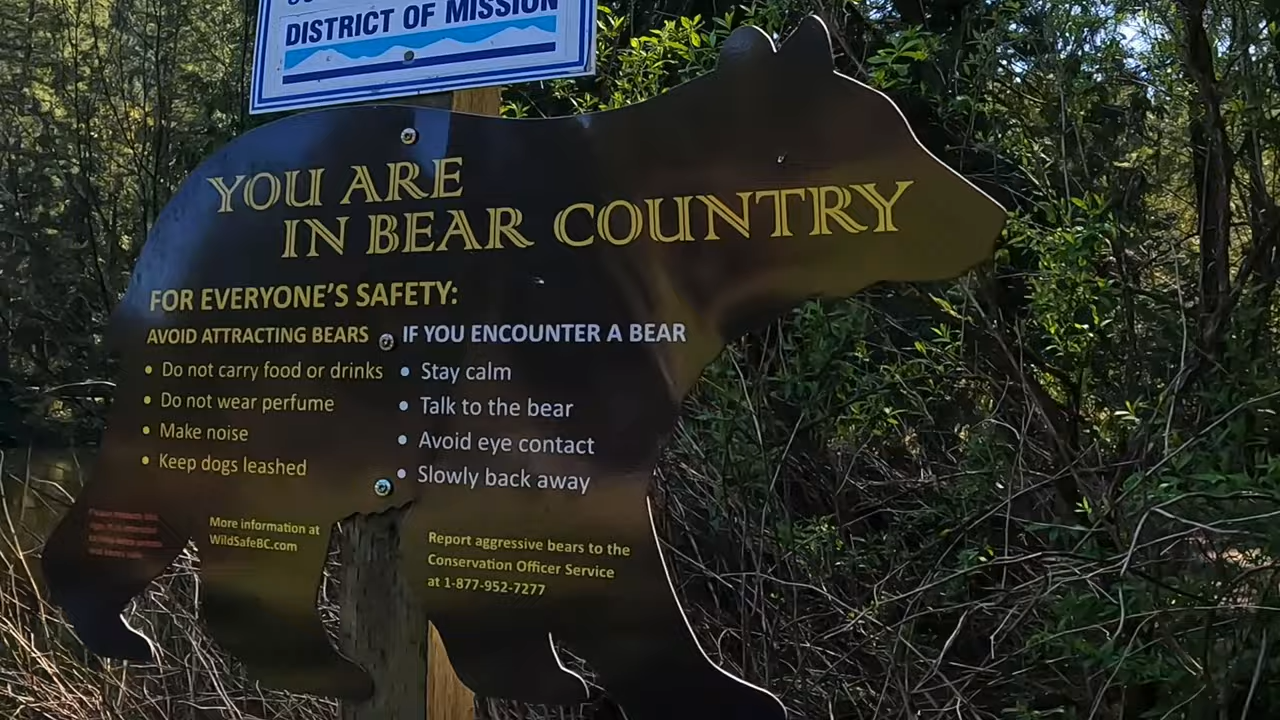 DISTRICT OF MISSION
YOU ARE
IN BEAR COUNTRY
FOR EVERYONE'S SAFETY:
AVOID ATTRACTING BEARS
• Do not carry food or drinks
• Do not wear perfume
• Make noise
• Keep dogs leashed
IF YOU ENCOUNTER A BEAR
• Stay calm
• Talk to the bear
• Avoid eye contact
• Slowly back away
More information at
WildSafeBC.com
Report aggressive bears to the
Conservation Officer Service
at 1-877-952-7277